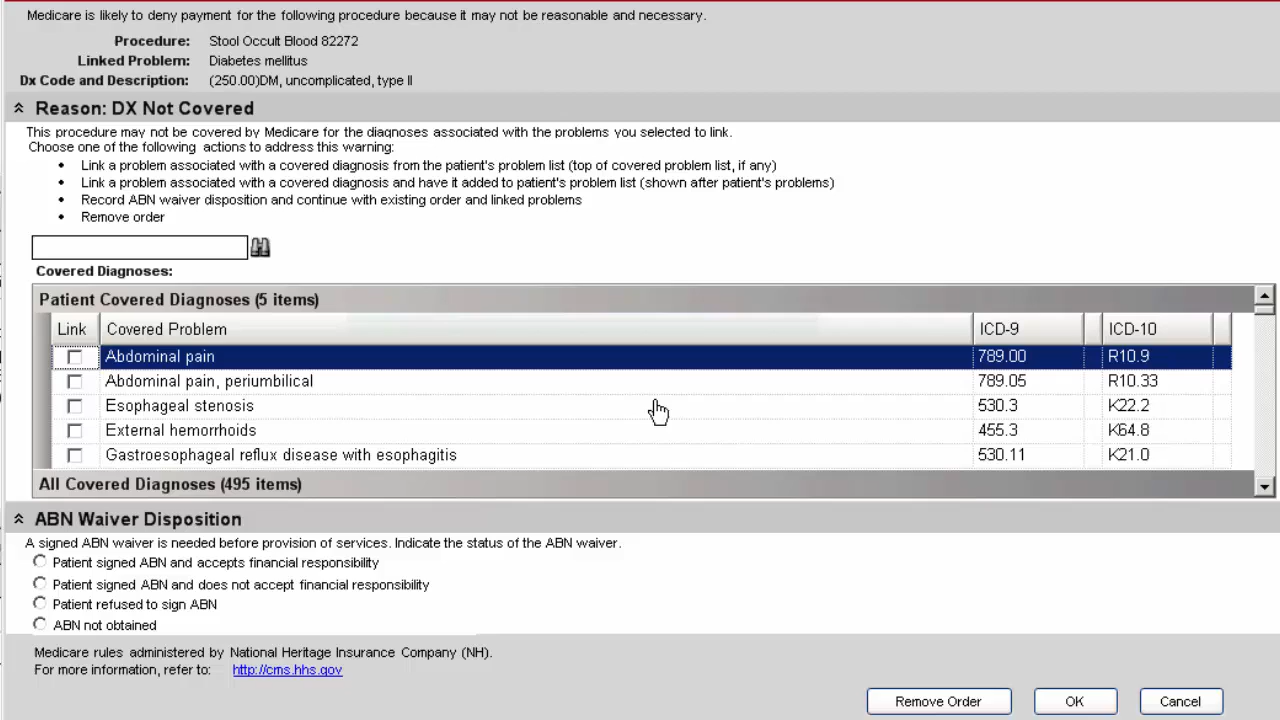 Medicare is likely to deny payment for the following procedure because it may not be reasonable and necessary.
Procedure: Stool Occult Blood 82272
Linked Problem: Diabetes mellitus
Dx Code and Description: (250.00)DM, uncomplicated, type II
Reason: DX Not Covered
This procedure may not be covered by Medicare for the diagnoses associated with the problems you selected to link.
Choose one of the following actions to address this warning:
• Link a problem associated with a covered diagnosis from the patient's problem list (top of covered problem list, if any)
• Link a problem associated with a covered diagnosis and have it added to patient's problem list (shown after patient's problems)
• Record ABN waiver disposition and continue with existing order and linked problems
• Remove order
Covered Diagnoses:
Patient Covered Diagnoses (5 items)
Link Covered Problem ICD-9 ICD-10
Abdominal pain 789.00 R10.9
Abdominal pain, periumbilical 789.05 R10.33
Esophageal stenosis 530.3 K22.2
External hemorrhoids 455.3 K64.8
Gastroesophageal reflux disease with esophagitis 530.11 K21.0
All Covered Diagnoses (495 items)
ABN Waiver Disposition
A signed ABN waiver is needed before provision of services. Indicate the status of the ABN waiver.
Patient signed ABN and accepts financial responsibility
Patient signed ABN and does not accept financial responsibility
Patient refused to sign ABN
ABN not obtained
Medicare rules administered by National Heritage Insurance Company (NH).
For more information, refer to: http://cms.hhs.gov
Remove Order OK Cancel